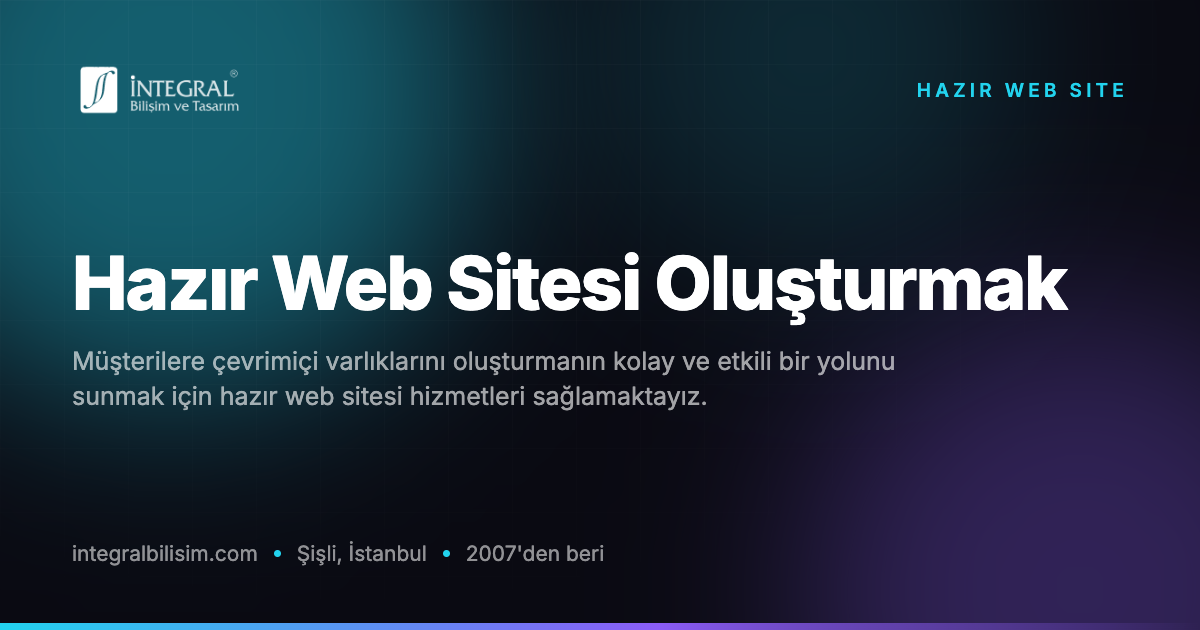 İNTEGRAL®
Bilişim ve Tasarım
HAZIR WEB SITE
Hazır Web Sitesi Oluşturmak
Müşterilere çevrimiçi varlıklarını oluşturmanın kolay ve etkili bir yolunu
sunmak için hazır web sitesi hizmetleri sağlamaktayız.
integralbilisim.com • Şişli, İstanbul • 2007'den beri